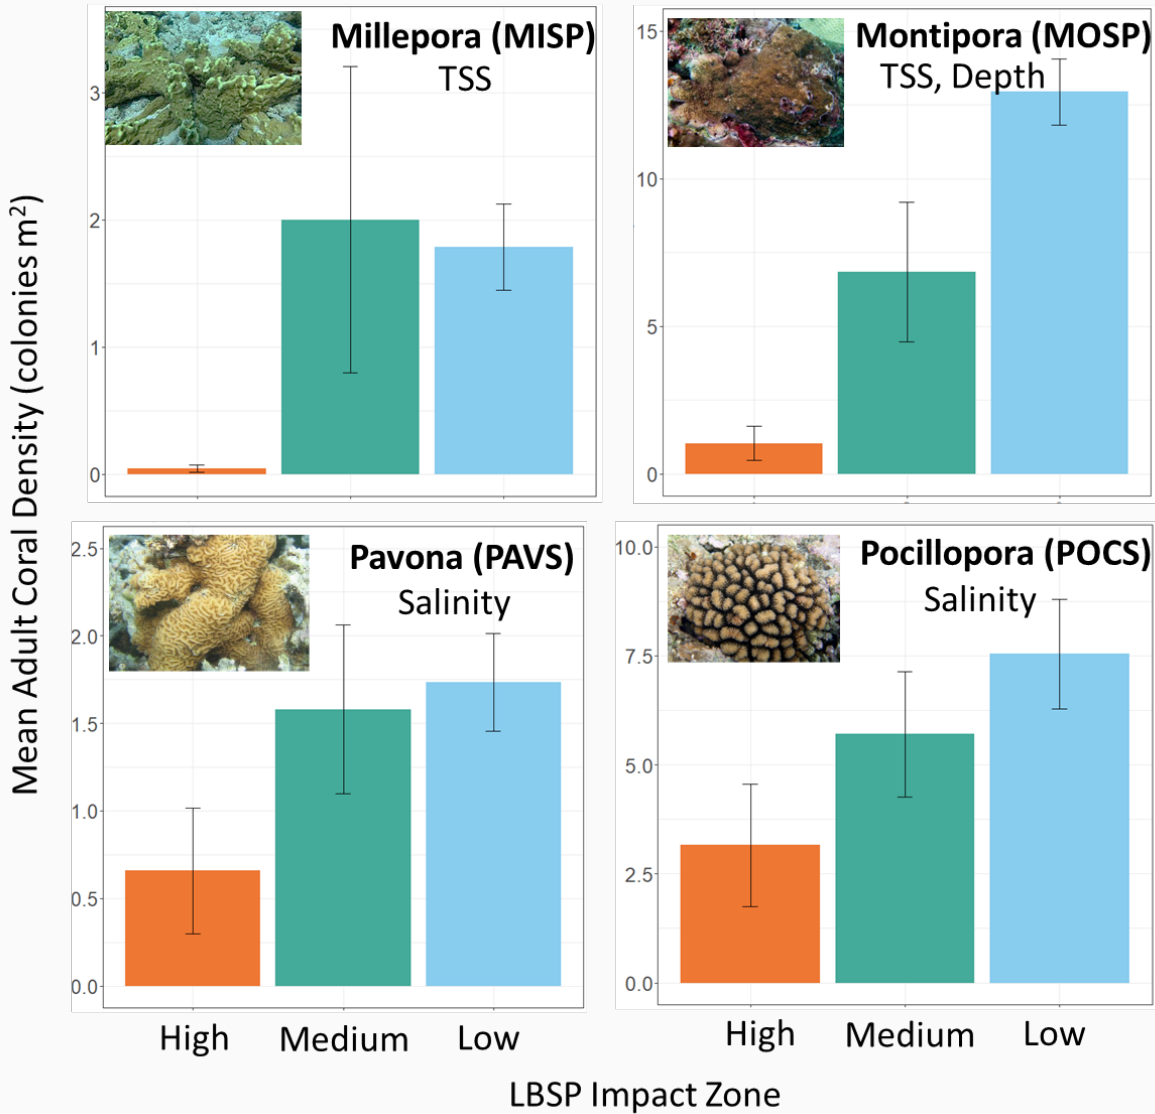 Mean Adult Coral Density (colonies m²)
Millepora (MISP)
TSS
3
2
1
0
Montipora (MOSP)
TSS, Depth
15
10
5
0
Pavona (PAVS)
Salinity
2.5
2.0
1.5
1.0
0.5
0.0
High Medium Low
Pocillopora (POCS)
Salinity
10.0
7.5
5.0
2.5
0.0
High Medium Low
LBSP Impact Zone